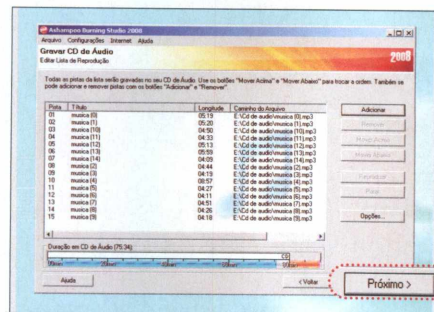 Ashampoo Burning Studio 2008
Arquivo Configurações Internet Ajuda
Gravar CD de Áudio
Editar Lista de Reprodução
2008
Todas as pistas da lista serão gravadas no seu CD de Áudio. Use os botões "Mover Acima" e "Mover Abaixo" para trocar a ordem. Também se
pode adicionar e remover pistas com os botões "Adicionar" e "Remover".
Pista Título Longitude Caminho do Arquivo
01 musica (0) 05:19 E:\Cd de audio\musica (0).mp3
02 musica (1) 05:20 E:\Cd de audio\musica (1).mp3
03 musica (10) 04:50 E:\Cd de audio\musica (10).mp3
04 musica (11) 04:33 E:\Cd de audio\musica (11).mp3
05 musica (12) 05:13 E:\Cd de audio\musica (12).mp3
06 musica (13) 05:59 E:\Cd de audio\musica (13).mp3
07 musica (14) 04:09 E:\Cd de audio\musica (14).mp3
08 musica (2) 04:44 E:\Cd de audio\musica (2).mp3
09 musica (3) 04:19 E:\Cd de audio\musica (3).mp3
10 musica (4) 08:57 E:\Cd de audio\musica (4).mp3
11 musica (5) 04:27 E:\Cd de audio\musica (5).mp3
12 musica (6) 04:11 E:\Cd de audio\musica (6).mp3
13 musica (7) 04:51 E:\Cd de audio\musica (7).mp3
14 musica (8) 04:26 E:\Cd de audio\musica (8).mp3
15 musica (9) 04:18 E:\Cd de audio\musica (9).mp3
Adicionar
Remover
Mover Acima
Mover Abaixo
Opções...
Duração em CD de Áudio (75:34)
Ajuda
< Voltar
Próximo >